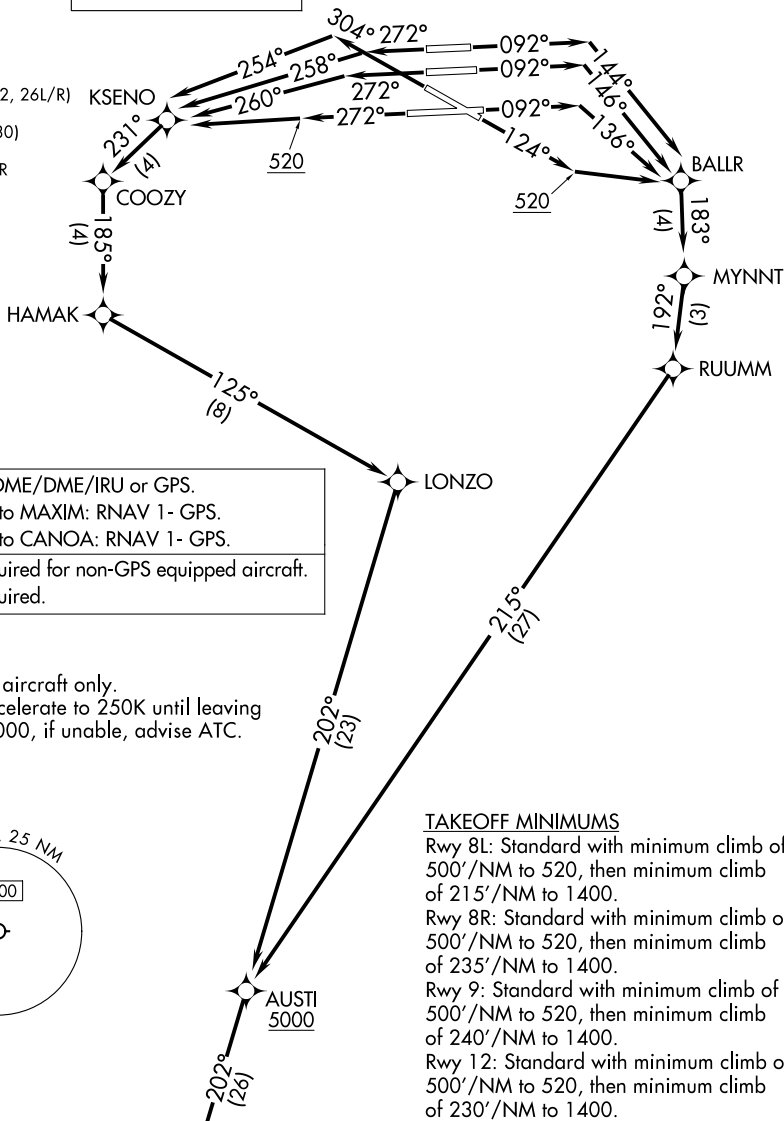 304°
272°
092°
254°
258°
144°
2, 26L/R)
KSENO
260°
272°
092°
146°
30)
231°
272°
092°
136°
R
(4)
520
124°
BALLR
COOZY
520
185°
(4)
183°
(4)
MYNNT
HAMAK
192°
(3)
RUUMM
125°
(8)
LONZO
DME/DME/IRU or GPS.
to MAXIM: RNAV 1- GPS.
to CANOA: RNAV 1- GPS.
uired for non-GPS equipped aircraft.
uired.
215°
(27)
aircraft only.
celerate to 250K until leaving
000, if unable, advise ATC.
202°
(23)
25 NM
00
TAKEOFF MINIMUMS
Rwy 8L: Standard with minimum climb of
500'/NM to 520, then minimum climb
of 215'/NM to 1400.
Rwy 8R: Standard with minimum climb o
500'/NM to 520, then minimum climb
of 235'/NM to 1400.
Rwy 9: Standard with minimum climb of
500'/NM to 520, then minimum climb
of 240'/NM to 1400.
Rwy 12: Standard with minimum climb o
500'/NM to 520, then minimum climb
of 230'/NM to 1400.
AUSTI
5000
202°
(26)